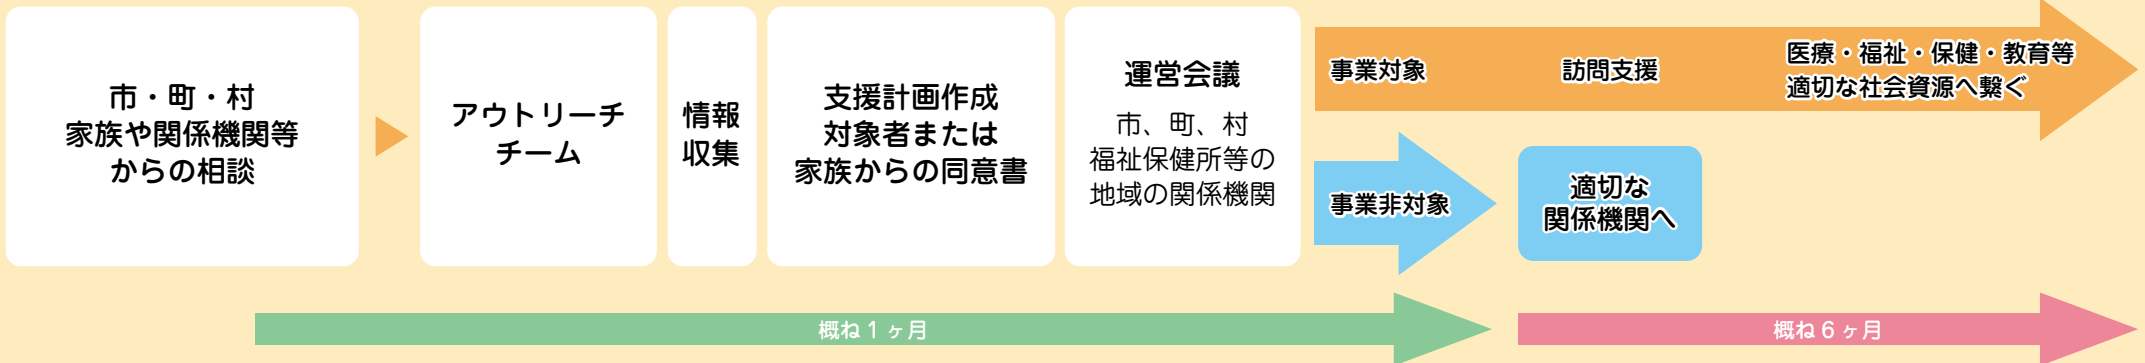 市・町・村
家族や関係機関等
からの相談
アウトリーチ
チーム
情報
収集
支援計画作成
対象者または
家族からの同意書
運営会議
市、町、村
福祉保健所等の
地域の関係機関
事業対象
訪問支援
医療・福祉・保健・教育等
適切な社会資源へ繋ぐ
事業非対象
適切な
関係機関へ
概ね1ヶ月
概ね6ヶ月